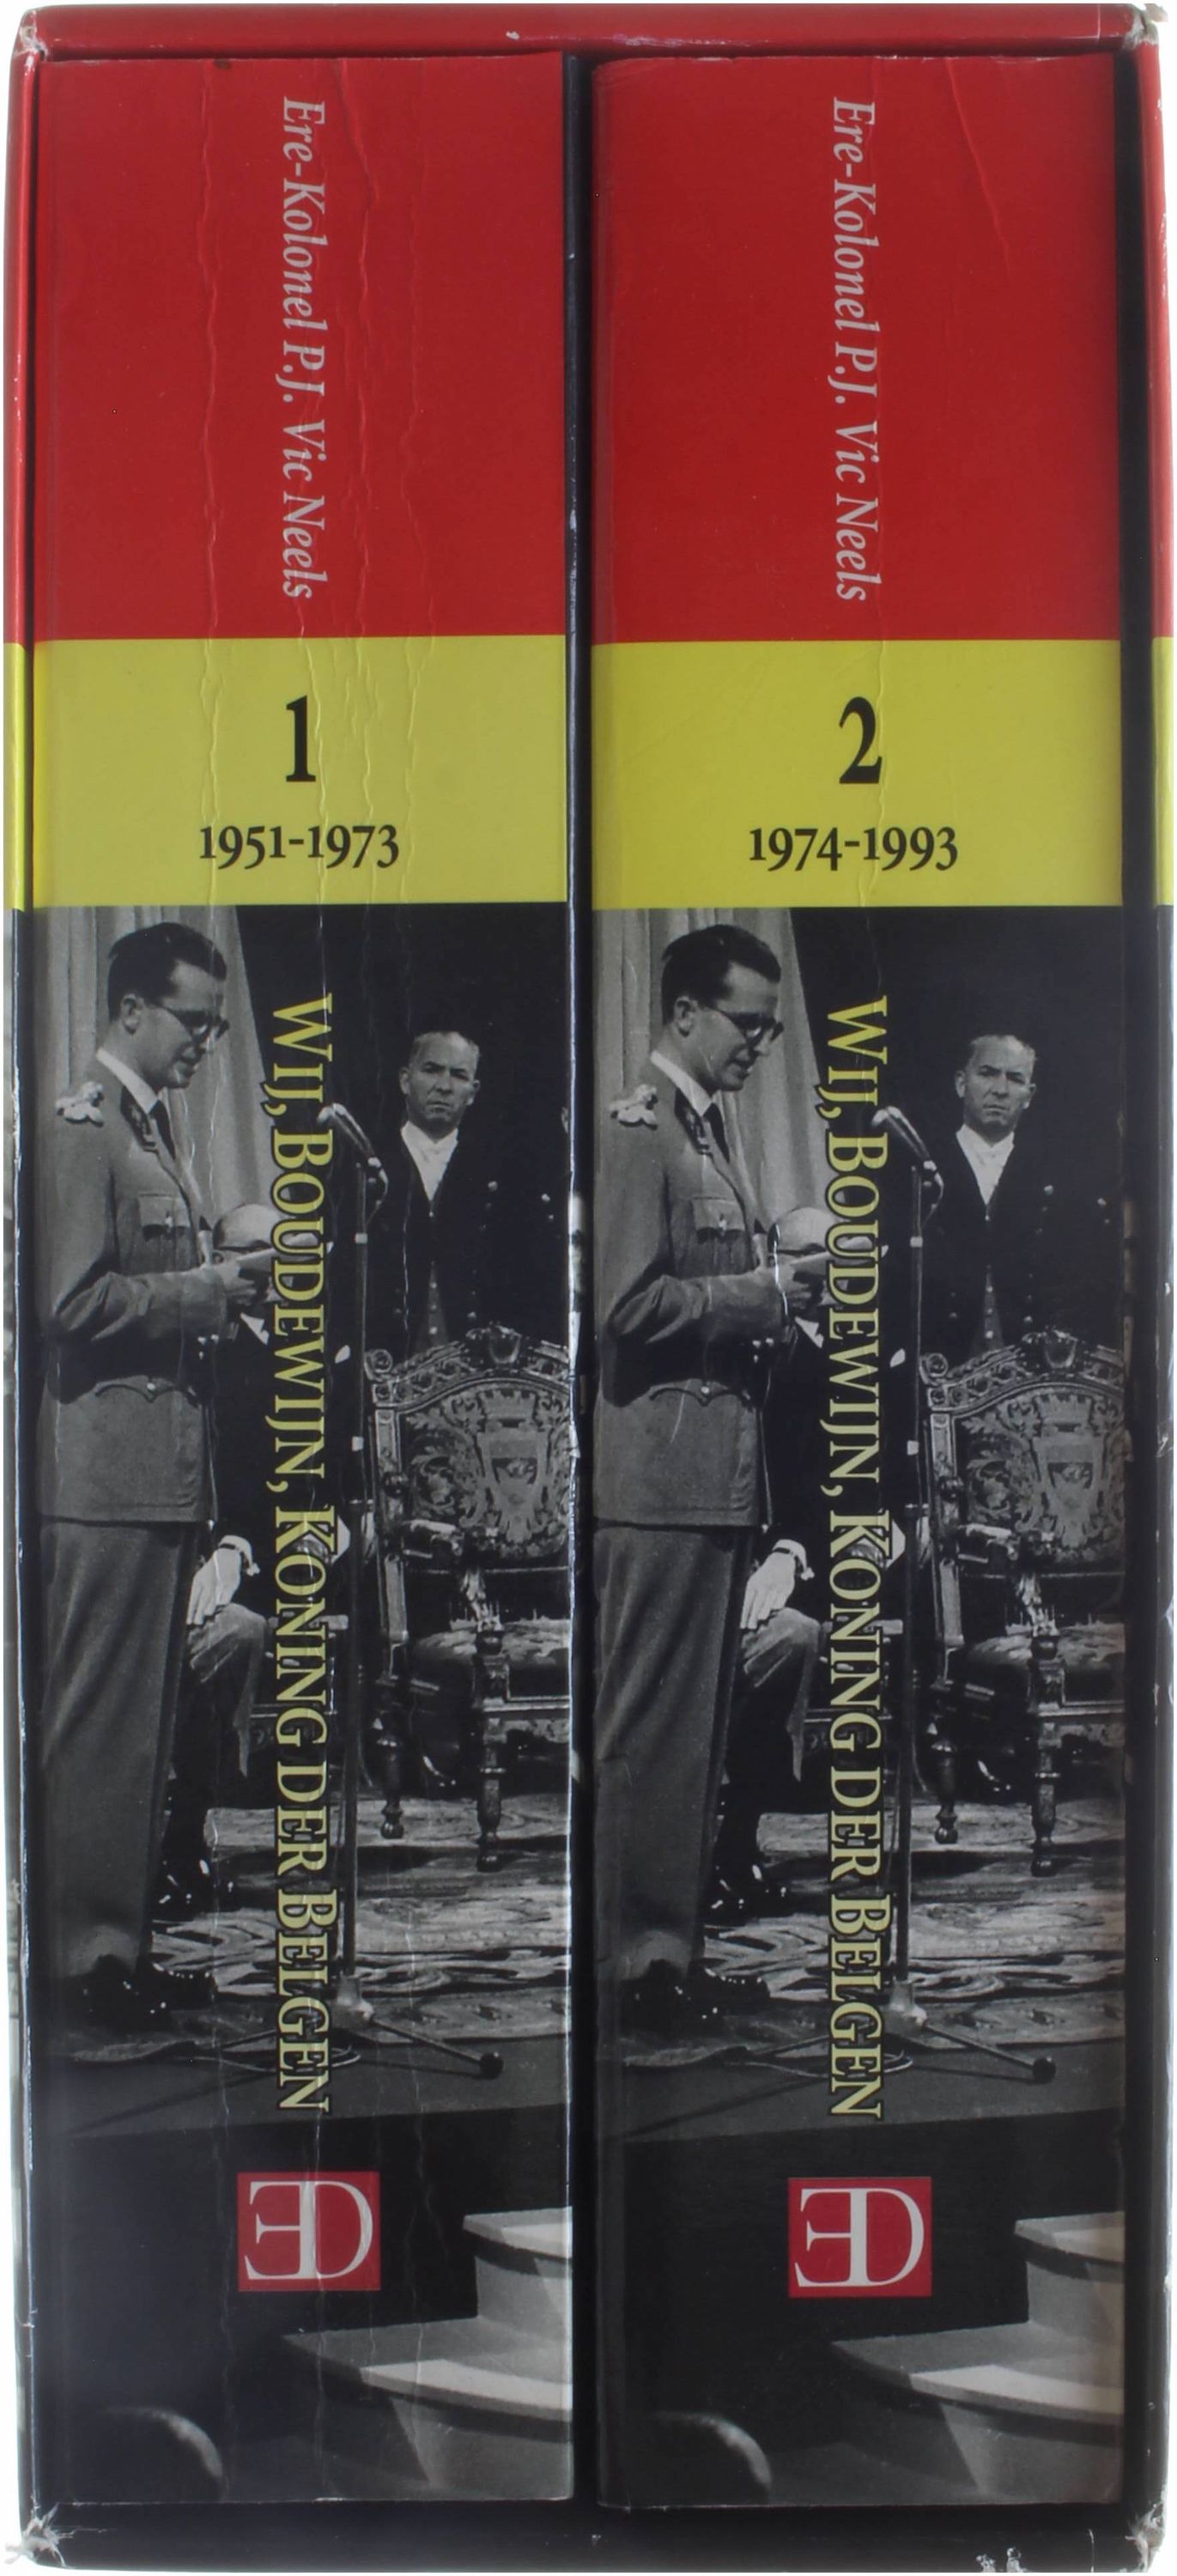 Ere-Kolonel P.J. Vic Neels
1
1951-1973
WIJ, BOUDEWIJN, KONING DER BELGEN
ED
Ere-Kolonel P.J. Vic Neels
2
1974-1993
WIJ, BOUDEWIJN, KONING DER BELGEN
ED